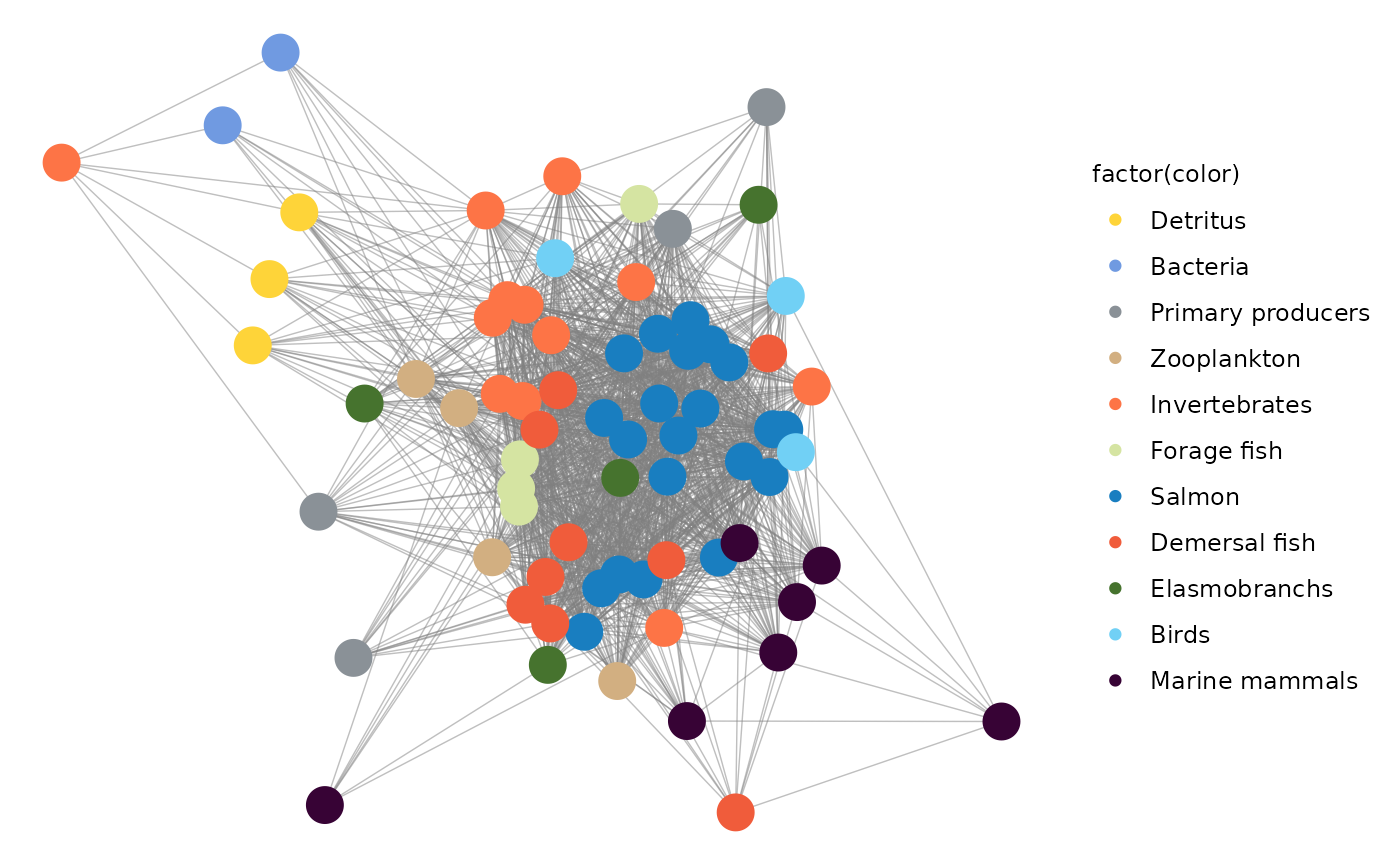 factor(color)
Detritus
Bacteria
Primary producers
Zooplankton
Invertebrates
Forage fish
Salmon
Demersal fish
Elasmobranchs
Birds
Marine mammals